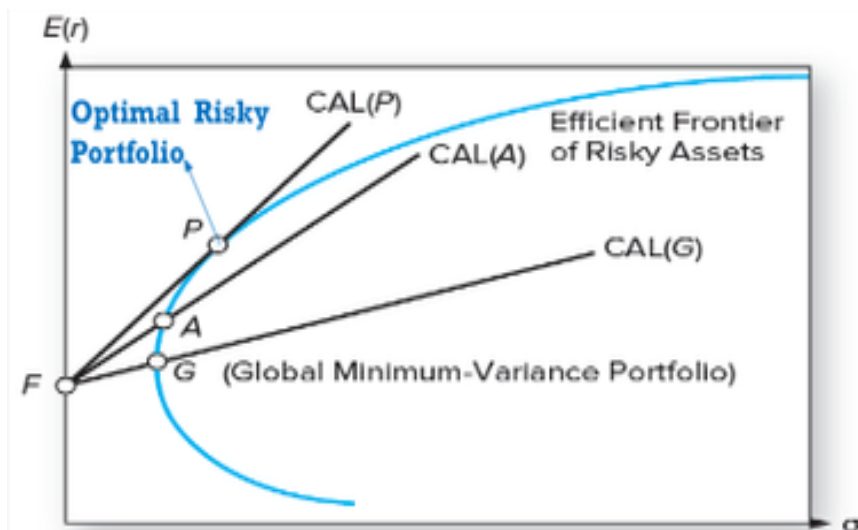 E(r)
Optimal Risky
Portfolio
CAL(P)
Efficient Frontier
of Risky Assets
CAL(A)
P
CAL(G)
A
F
G (Global Minimum-Variance Portfolio)
σ